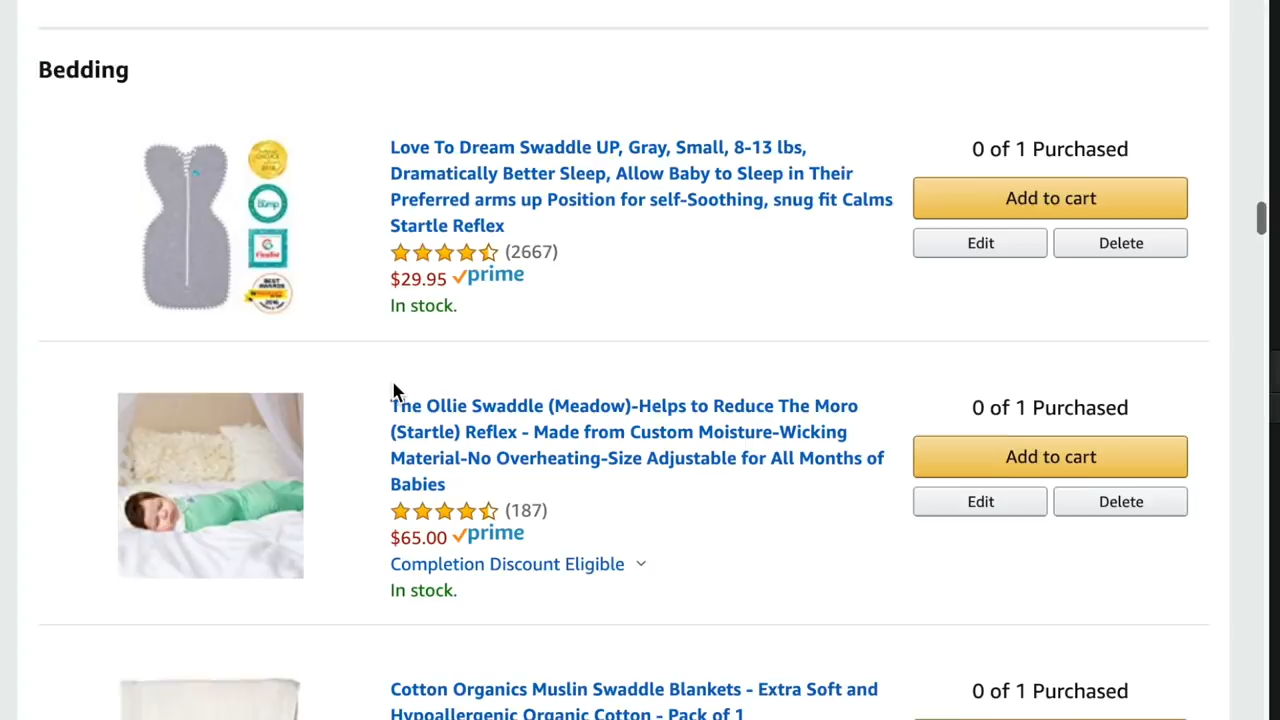 Bedding
Love To Dream Swaddle UP, Gray, Small, 8-13 lbs,
Dramatically Better Sleep, Allow Baby to Sleep in Their
Preferred arms up Position for self-Soothing, snug fit Calms
Startle Reflex
(2667)
$29.95 prime
In stock.
0 of 1 Purchased
Add to cart
Edit Delete
The Ollie Swaddle (Meadow)-Helps to Reduce The Moro
(Startle) Reflex - Made from Custom Moisture-Wicking
Material-No Overheating-Size Adjustable for All Months of
Babies
(187)
$65.00 prime
Completion Discount Eligible
In stock.
0 of 1 Purchased
Add to cart
Edit Delete
Cotton Organics Muslin Swaddle Blankets - Extra Soft and
Hypoallergenic Organic Cotton - Pack of 1
0 of 1 Purchased